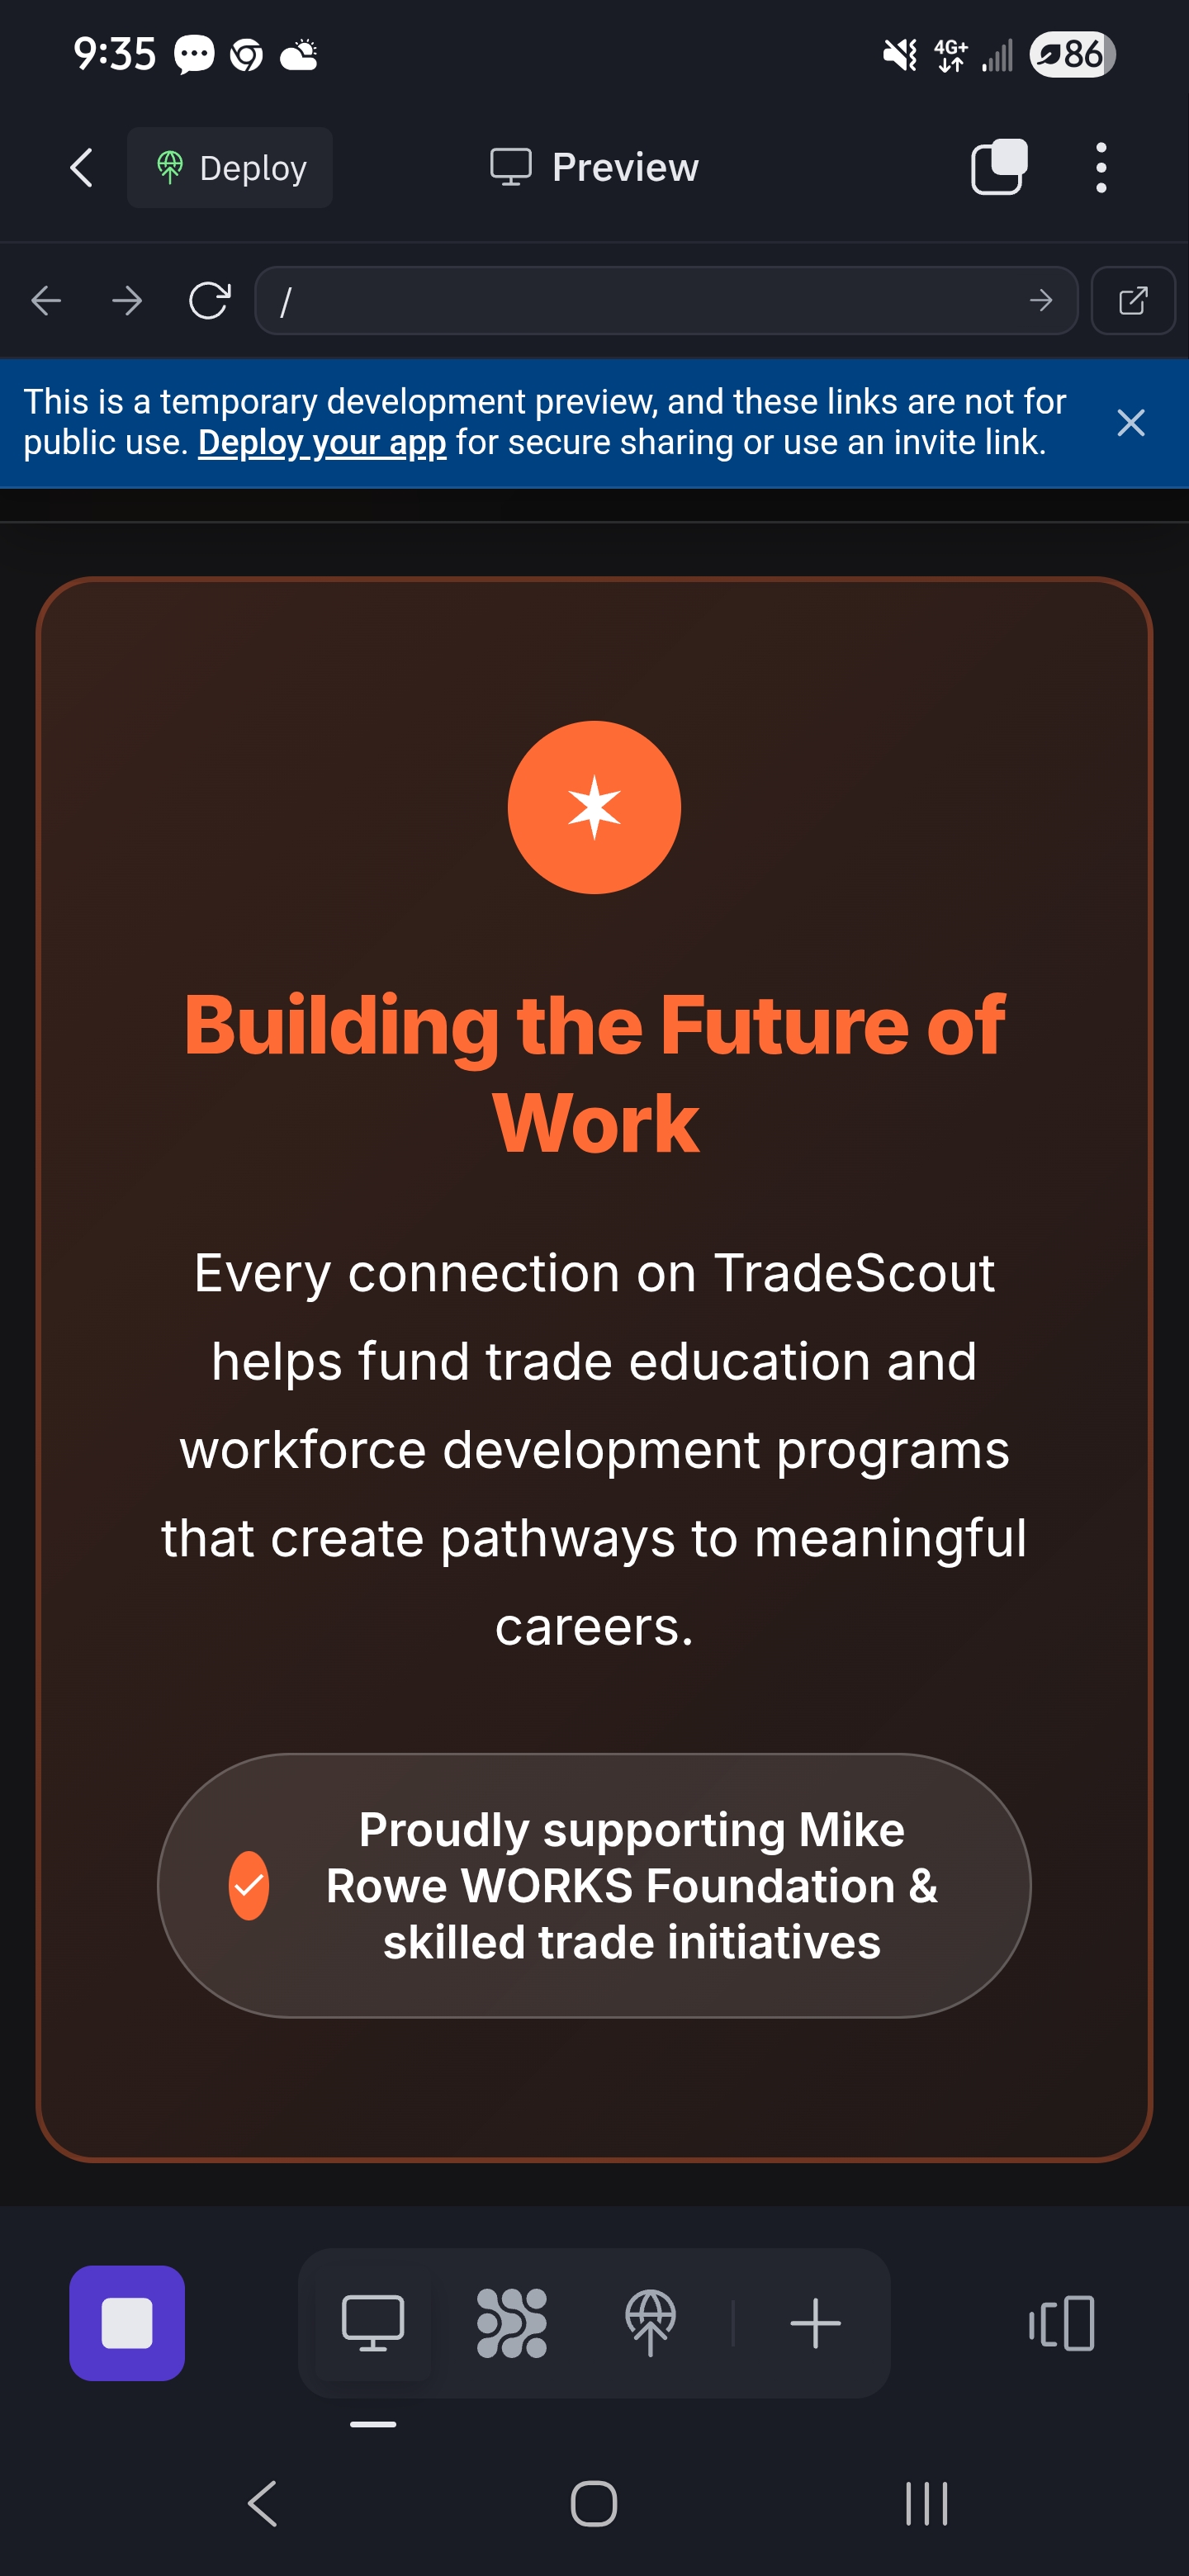 9:35
4G+
86
Deploy
Preview
/
This is a temporary development preview, and these links are not for
public use. Deploy your app for secure sharing or use an invite link.
Building the Future of
Work
Every connection on TradeScout
helps fund trade education and
workforce development programs
that create pathways to meaningful
careers.
Proudly supporting Mike
Rowe WORKS Foundation &
skilled trade initiatives